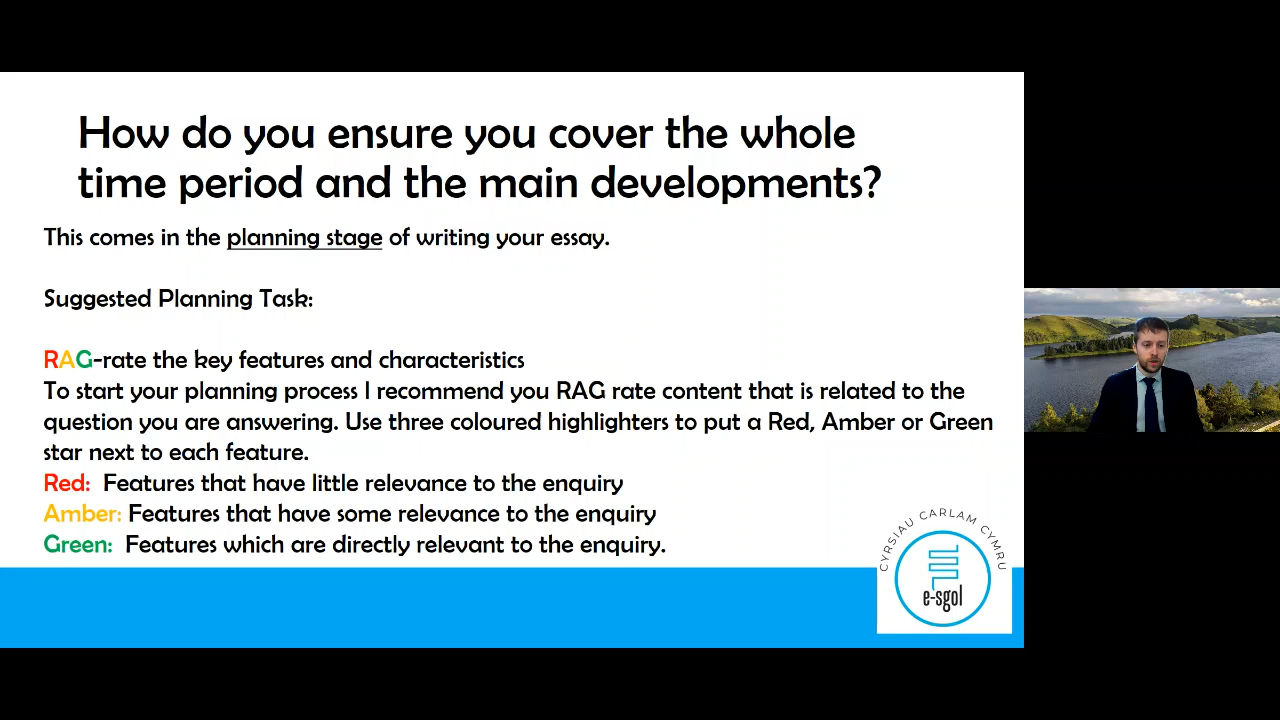 How do you ensure you cover the whole
time period and the main developments?
This comes in the planning stage of writing your essay.
Suggested Planning Task:
RAG-rate the key features and characteristics
To start your planning process I recommend you RAG rate content that is related to the
question you are answering. Use three coloured highlighters to put a Red, Amber or Green
star next to each feature.
Red: Features that have little relevance to the enquiry
Amber: Features that have some relevance to the enquiry
Green: Features which are directly relevant to the enquiry.
CYRSIAU CARLAM CYMRU
e-sgol